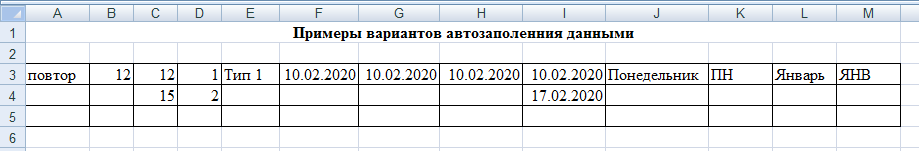 A B C D E F G H I J K L M
1 Примеры вариантов автозаполенния данными
2
3 повтор 12 12 1 Тип 1 10.02.2020 10.02.2020 10.02.2020 10.02.2020 Понедельник ПН Январь ЯНВ
4 15 2 17.02.2020
5
6